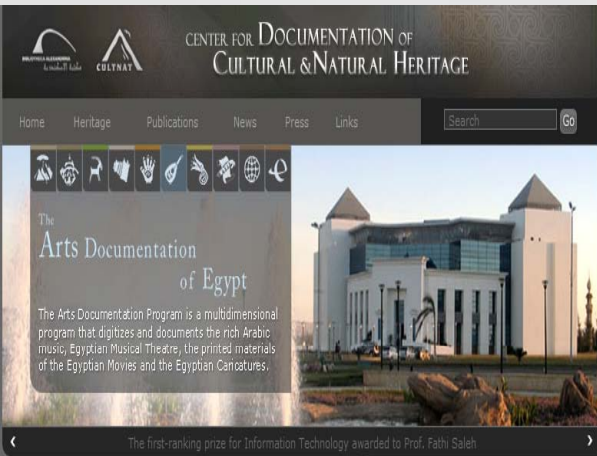 CENTER FOR DOCUMENTATION OF
CULTURAL & NATURAL HERITAGE
BIBLIOTHECA ALEXANDRINA
CULTNAT
Home Heritage Publications News Press Links Search Go
The
Arts Documentation
of Egypt
The Arts Documentation Program is a multidimensional
program that digitizes and documents the rich Arabic
music, Egyptian Musical Theatre, the printed materials
of the Egyptian Movies and the Egyptian Caricatures.
The first-ranking prize for Information Technology awarded to Prof. Fathi Saleh